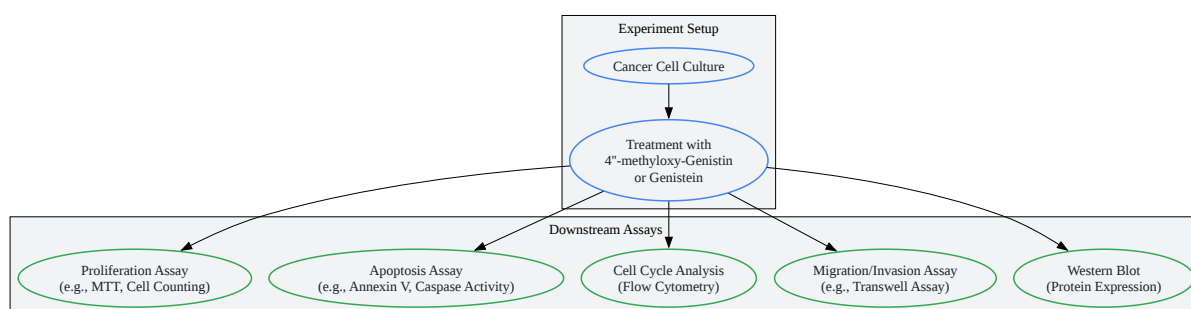 Experiment Setup
Cancer Cell Culture
Treatment with
4''-methyloxy-Genistin
or Genistein
Downstream Assays
Proliferation Assay
(e.g., MTT, Cell Counting)
Apoptosis Assay
(e.g., Annexin V, Caspase Activity)
Cell Cycle Analysis
(Flow Cytometry)
Migration/Invasion Assay
(e.g., Transwell Assay)
Western Blot
(Protein Expression)